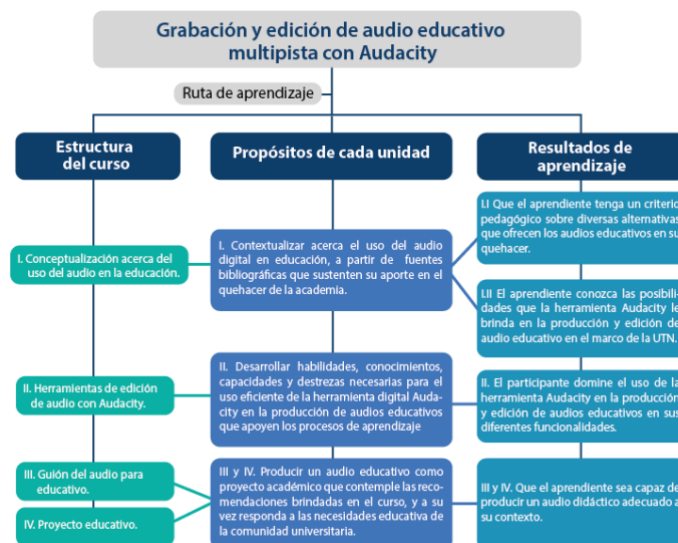 Grabación y edición de audio educativo
multipista con Audacity
Ruta de aprendizaje
Estructura
del curso
Propósitos de cada unidad
Resultados de
aprendizaje
I. Conceptualización acerca del
uso del audio en la educación.
I. Contextualizar acerca el uso del audio
digital en educación, a partir de fuentes
bibliográficas que sustenten su aporte en el
quehacer de la academia.
I.I Que el aprendiente tenga un criterio
pedagógico sobre diversas alternativas
que ofrecen los audios educativos en su
quehacer.
I.II El aprendiente conozca las posibili-
dades que la herramienta Audacity le
brinda en la producción y edición de
audio educativo en el marco de la UTN.
II. Herramientas de edición
de audio con Audacity.
II. Desarrollar habilidades, conocimientos,
capacidades y destrezas necesarias para el
uso eficiente de la herramienta digital Auda-
city en la producción de audios educativos
que apoyen los procesos de aprendizaje
II. El participante domine el uso de la
herramienta Audacity en la producción
y edición de audios educativos en sus
diferentes funcionalidades.
III. Guión del audio para
educativo.
IV. Proyecto educativo.
III y IV. Producir un audio educativo como
proyecto académico que contemple las reco-
mendaciones brindadas en el curso, y a su
vez responda a las necesidades educativa de
la comunidad universitaria.
III y IV. Que el aprendiente sea capaz de
producir un audio didáctico adecuado a
su contexto.